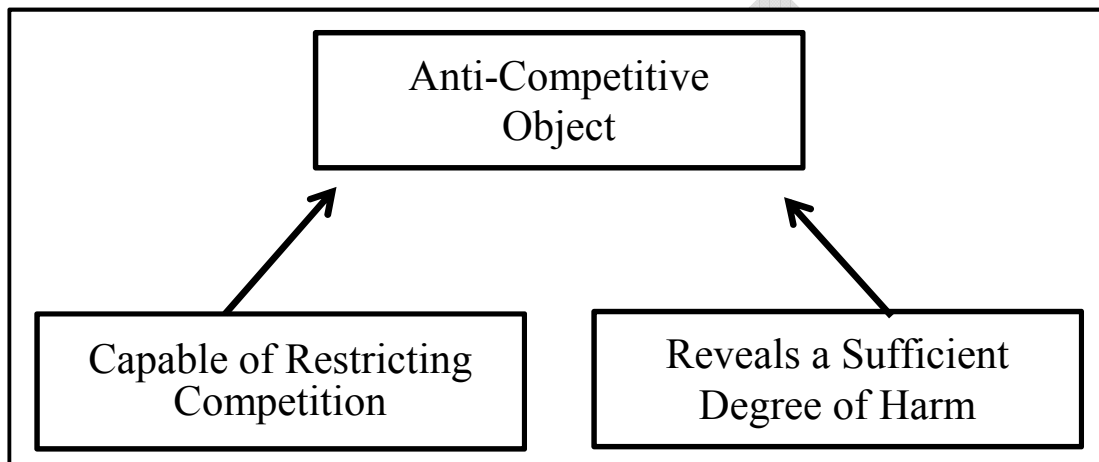 Anti-Competitive
Object
Capable of Restricting
Competition
Reveals a Sufficient
Degree of Harm